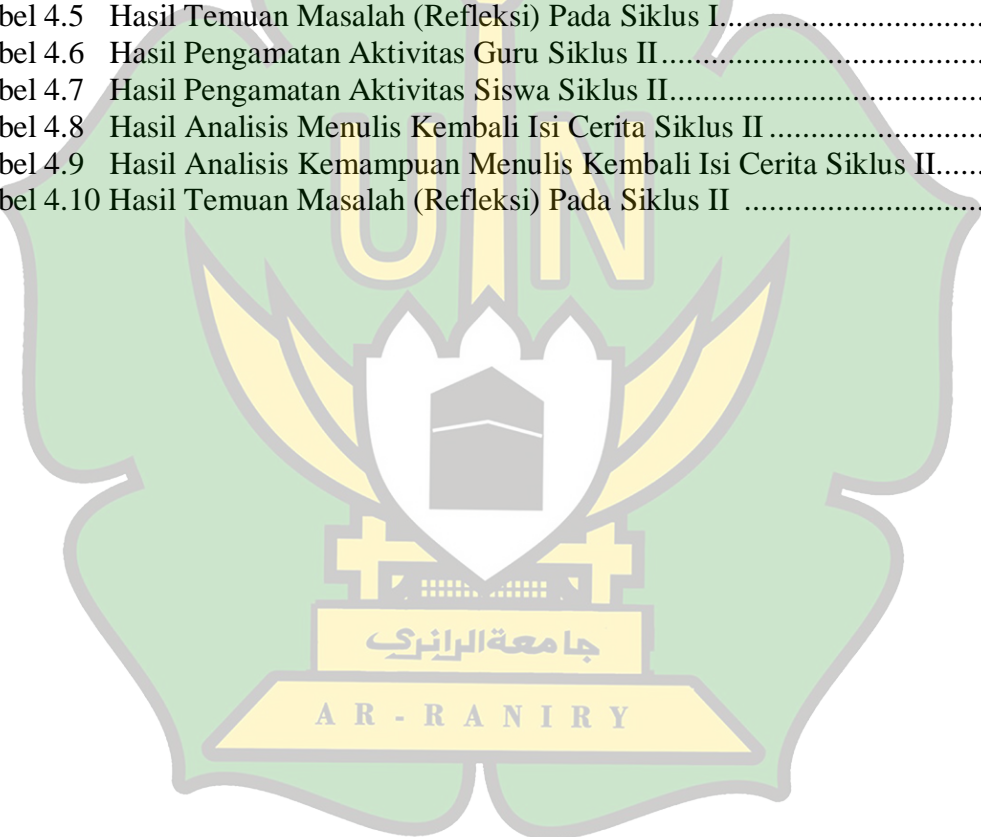 bel 4.5 Hasil Temuan Masalah (Refleksi) Pada Siklus I..............................
bel 4.6 Hasil Pengamatan Aktivitas Guru Siklus II.....................................
bel 4.7 Hasil Pengamatan Aktivitas Siswa Siklus II....................................
bel 4.8 Hasil Analisis Menulis Kembali Isi Cerita Siklus II........................
bel 4.9 Hasil Analisis Kemampuan Menulis Kembali Isi Cerita Siklus II......
bel 4.10 Hasil Temuan Masalah (Refleksi) Pada Siklus II ...........................
UIN
جامعة الرانري
AR-RANIRY